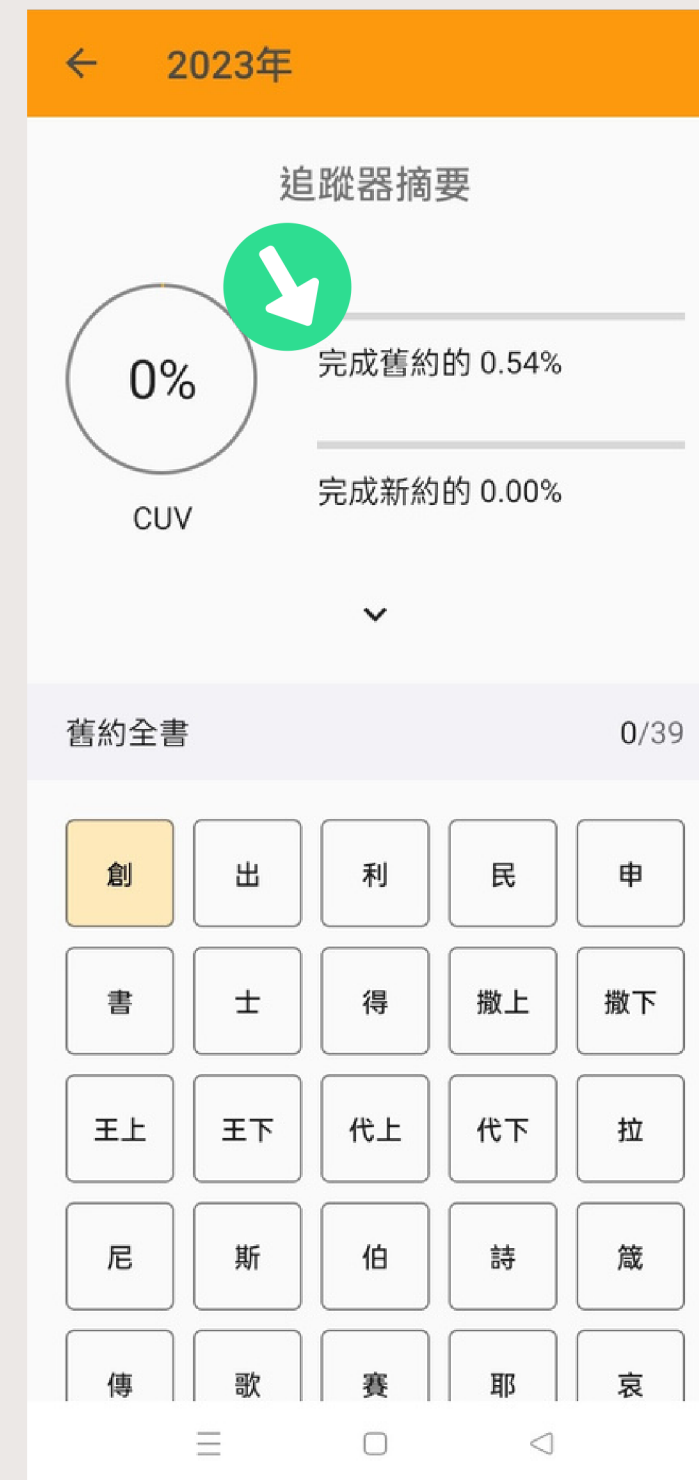 2023年
追蹤器摘要
0%
CUV
完成舊約的 0.54%
完成新約的 0.00%
舊約全書 0/39
創 出 利 民 申
書 士 得 撒上 撒下
王上 王下 代上 代下 拉
尼 斯 伯 詩 箴
傳 歌 賽 耶 哀